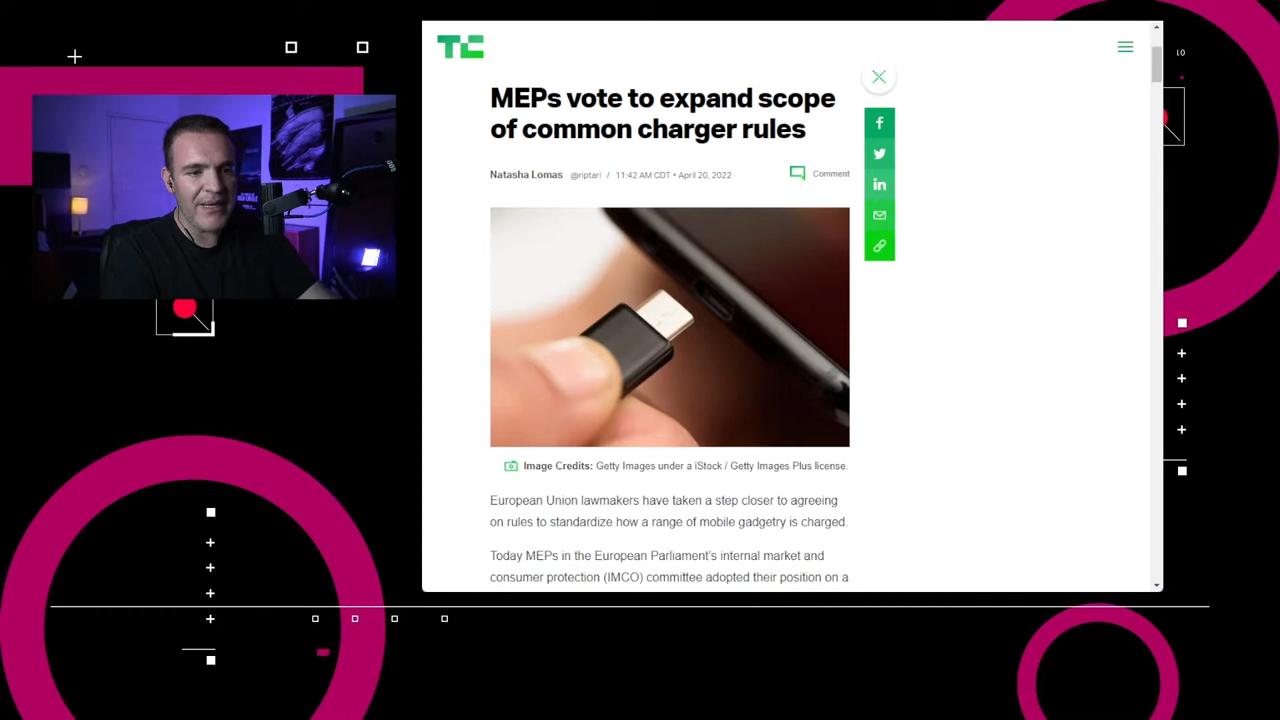 TC
MEPs vote to expand scope
of common charger rules
Natasha Lomas @riptari / 11:42 AM CDT • April 20, 2022
Comment
Image Credits: Getty Images under a iStock / Getty Images Plus license.
European Union lawmakers have taken a step closer to agreeing
on rules to standardize how a range of mobile gadgetry is charged.
Today MEPs in the European Parliament's internal market and
consumer protection (IMCO) committee adopted their position on a